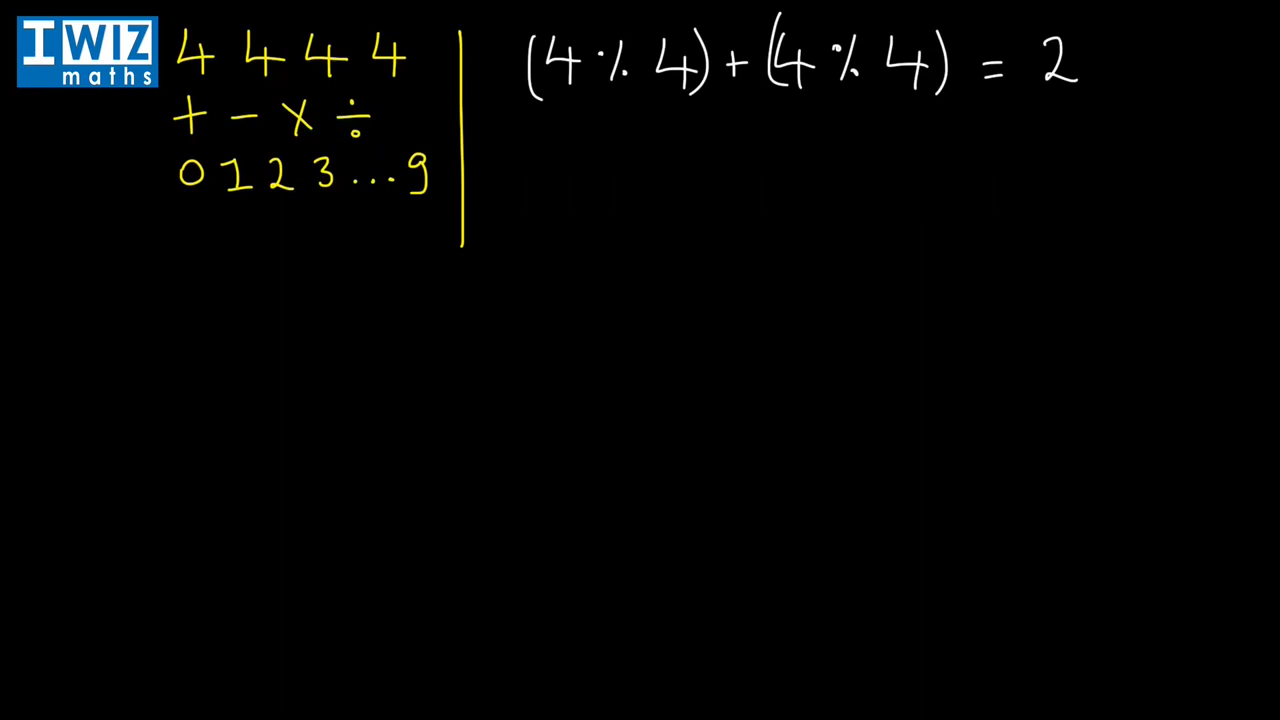 IWIZ
maths
4 4 4 4
+ - x ÷
0 1 2 3 ... 9
(4 ·/. 4) + (4 ·/. 4) = 2